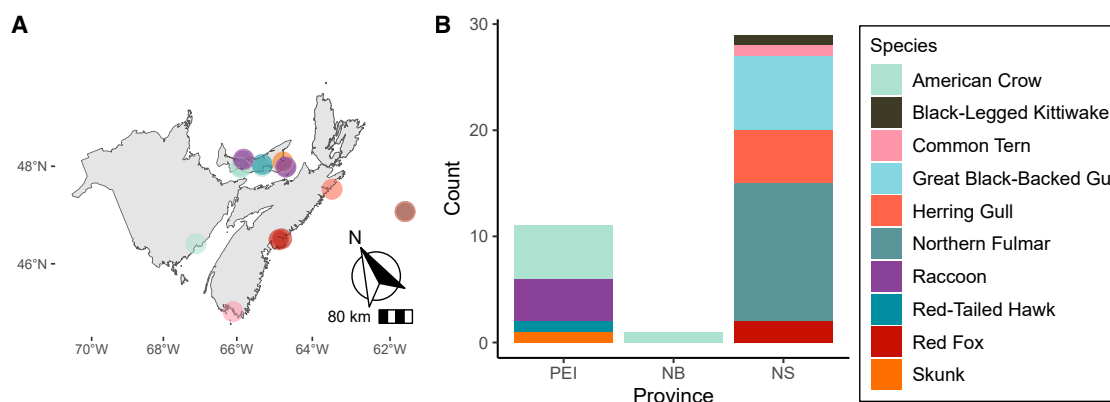 A
48°N
46°N
N
80 km
70°W 68°W 66°W 64°W 62°W
B
30
20
10
0
Count
PEI NB NS
Province
Species
American Crow
Black-Legged Kittiwake
Common Tern
Great Black-Backed Gu
Herring Gull
Northern Fulmar
Raccoon
Red-Tailed Hawk
Red Fox
Skunk